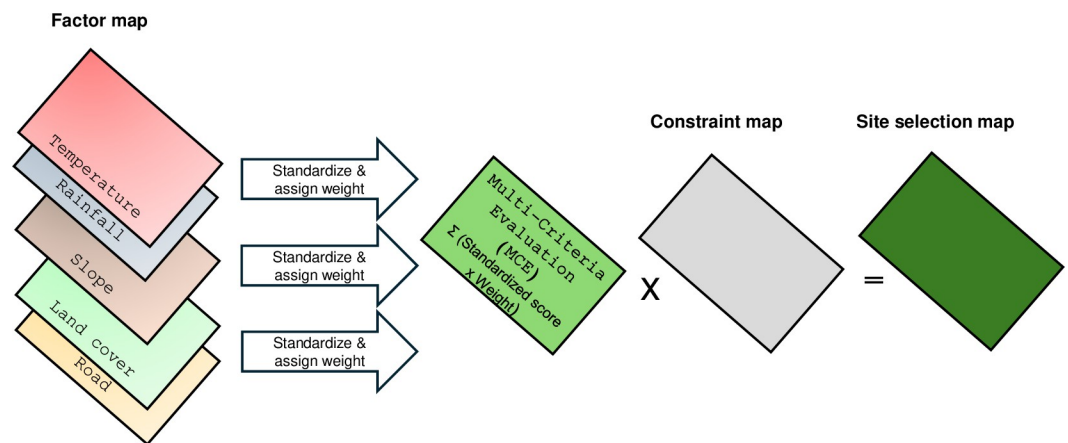 Factor map
Temperature
Rainfall
Slope
Land cover
Road
Standardize &
assign weight
Standardize &
assign weight
Standardize &
assign weight
Multi-Criteria
Evaluation
(MCE)
Σ (Standardized score
x Weight)
X
Constraint map
=
Site selection map